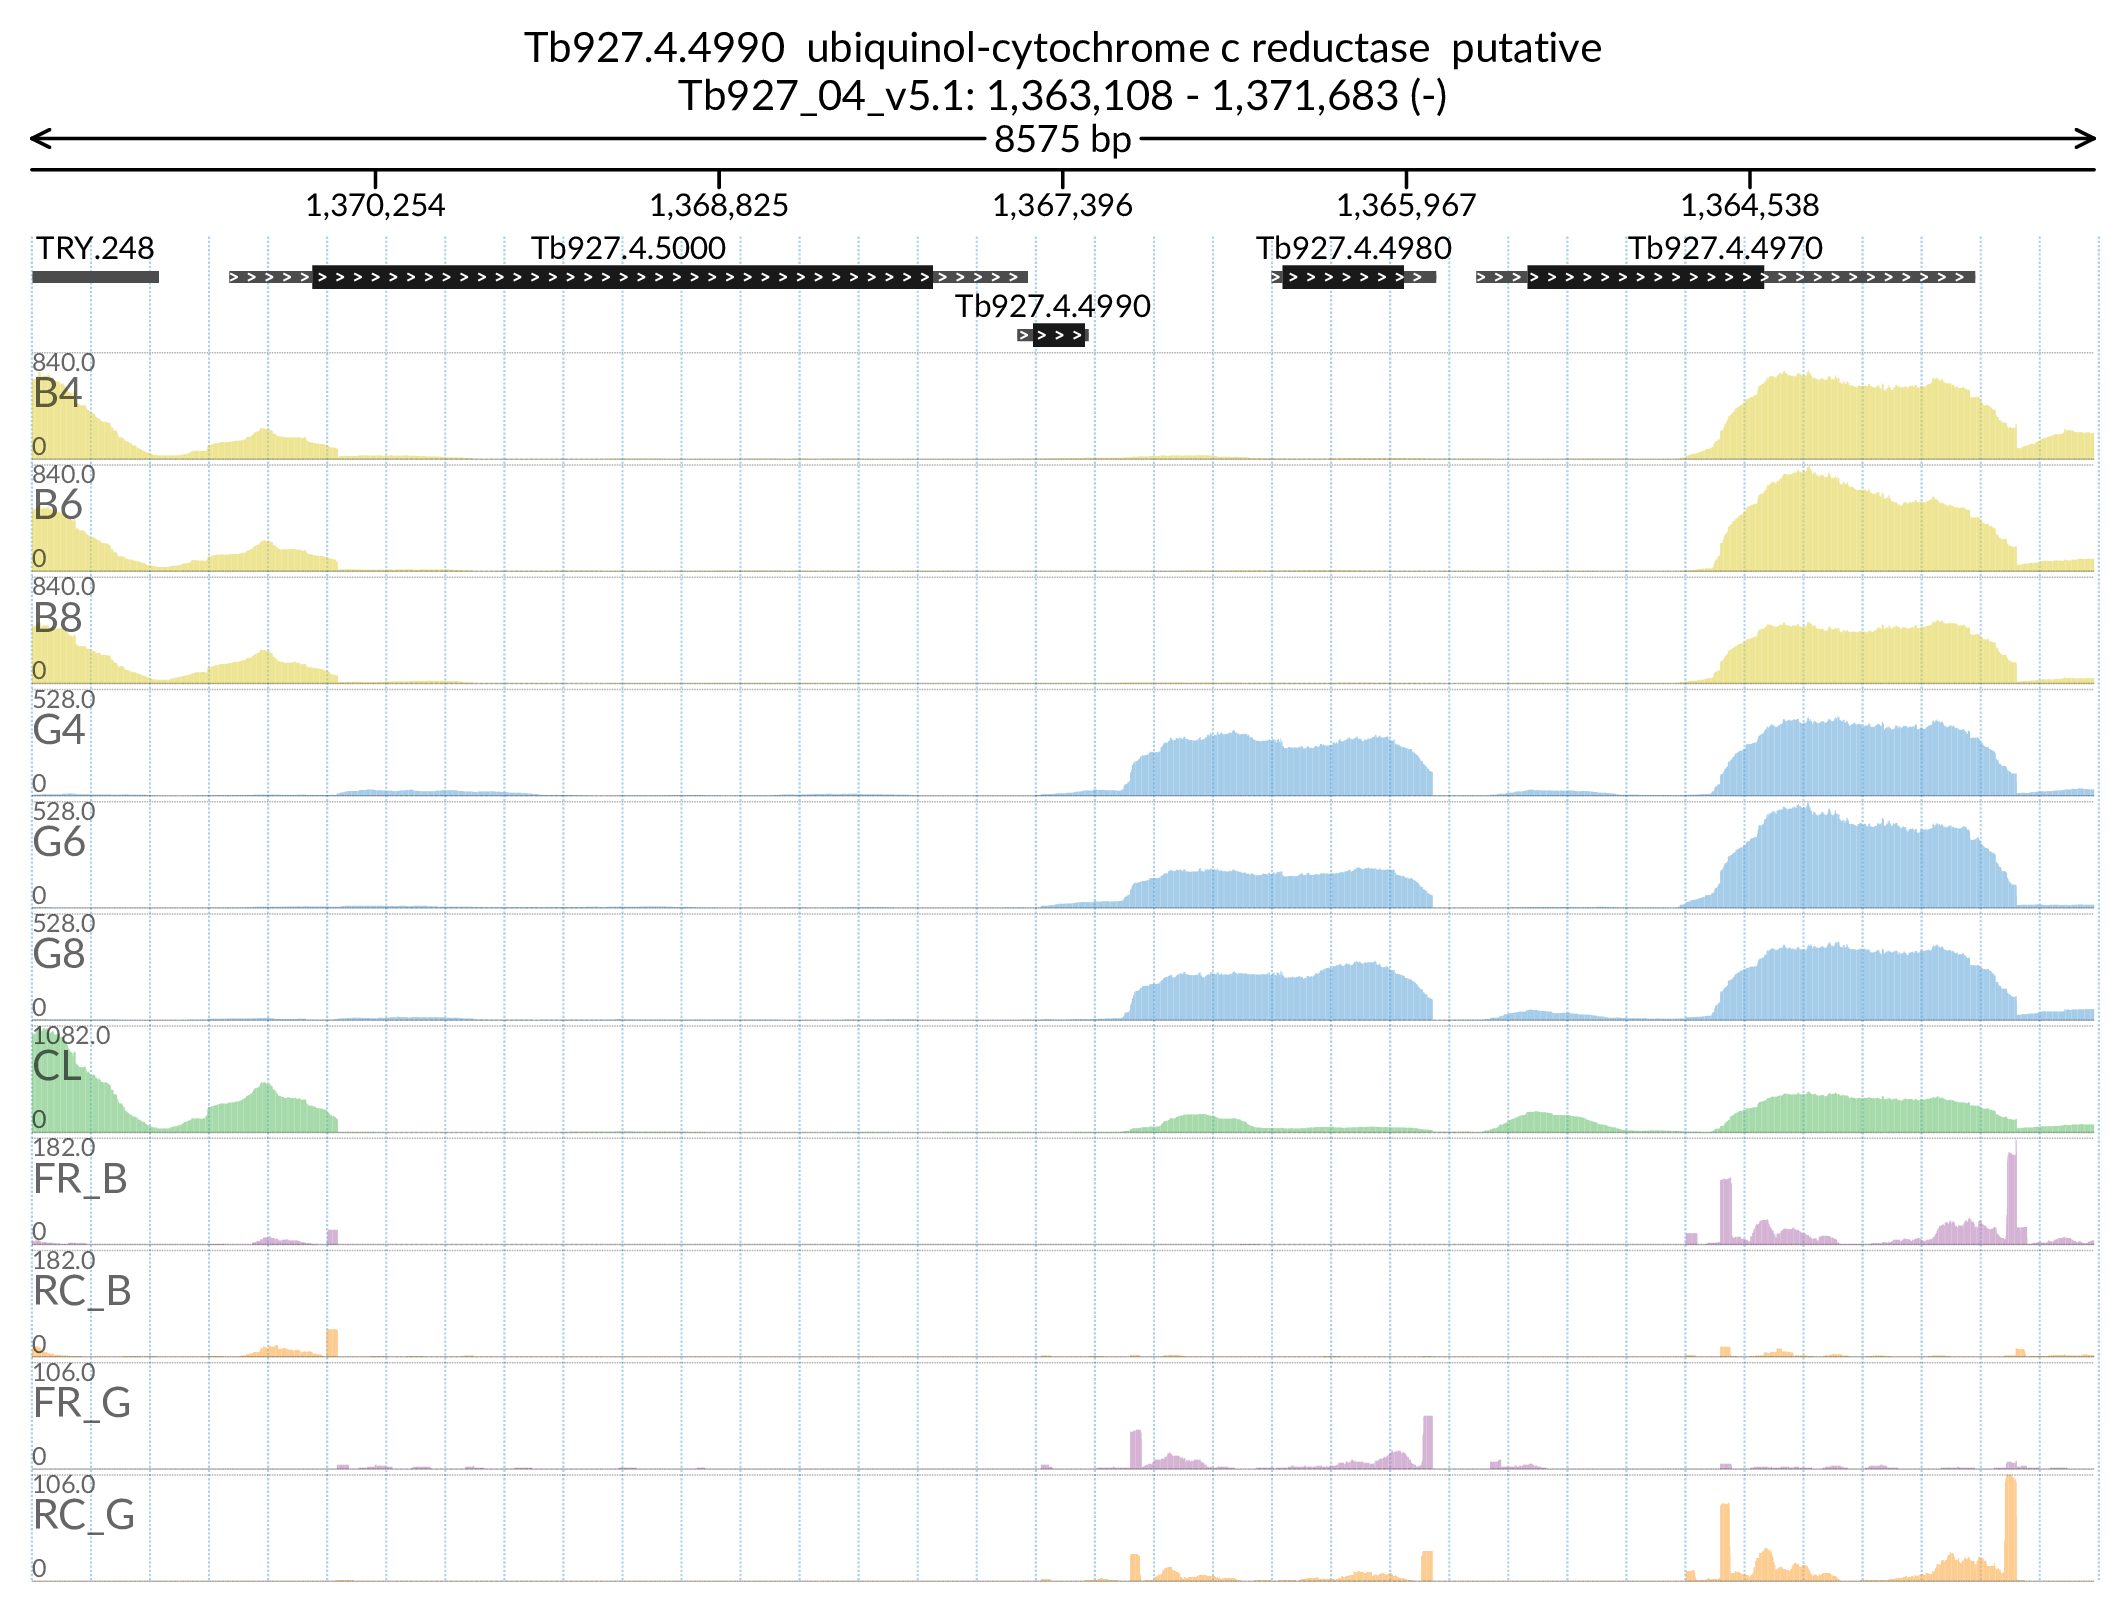 Tb927.4.4990 ubiquinol-cytochrome c reductase putative
Tb927_04_v5.1: 1,363,108 - 1,371,683 (-)
8575 bp
1,370,254 1,368,825 1,367,396 1,365,967 1,364,538
TRY.248 Tb927.4.5000 Tb927.4.4980 Tb927.4.4970
Tb927.4.4990
840.0
B4
0
840.0
B6
0
840.0
B8
0
528.0
G4
0
528.0
G6
0
528.0
G8
0
1082.0
CL
0
182.0
FR_B
0
182.0
RC_B
0
106.0
FR_G
0
106.0
RC_G
0